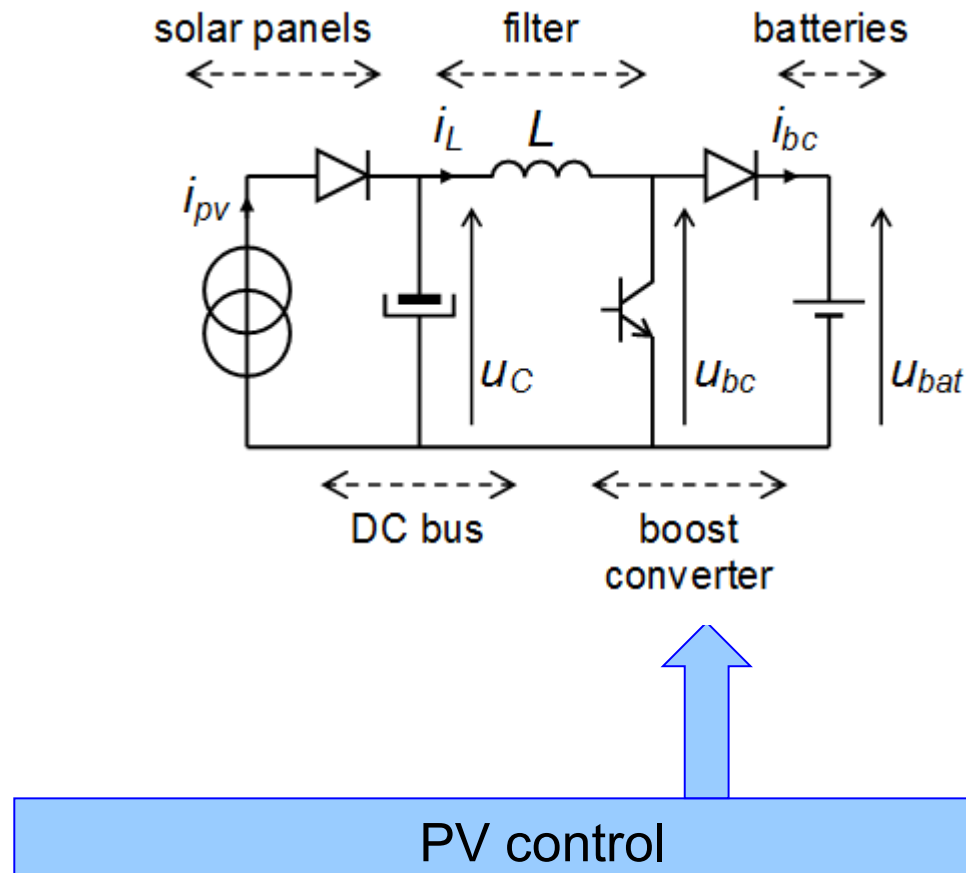 solar panels
filter
batteries
i_L
L
i_bc
i_pv
u_C
u_bc
u_bat
DC bus
boost
converter
PV control